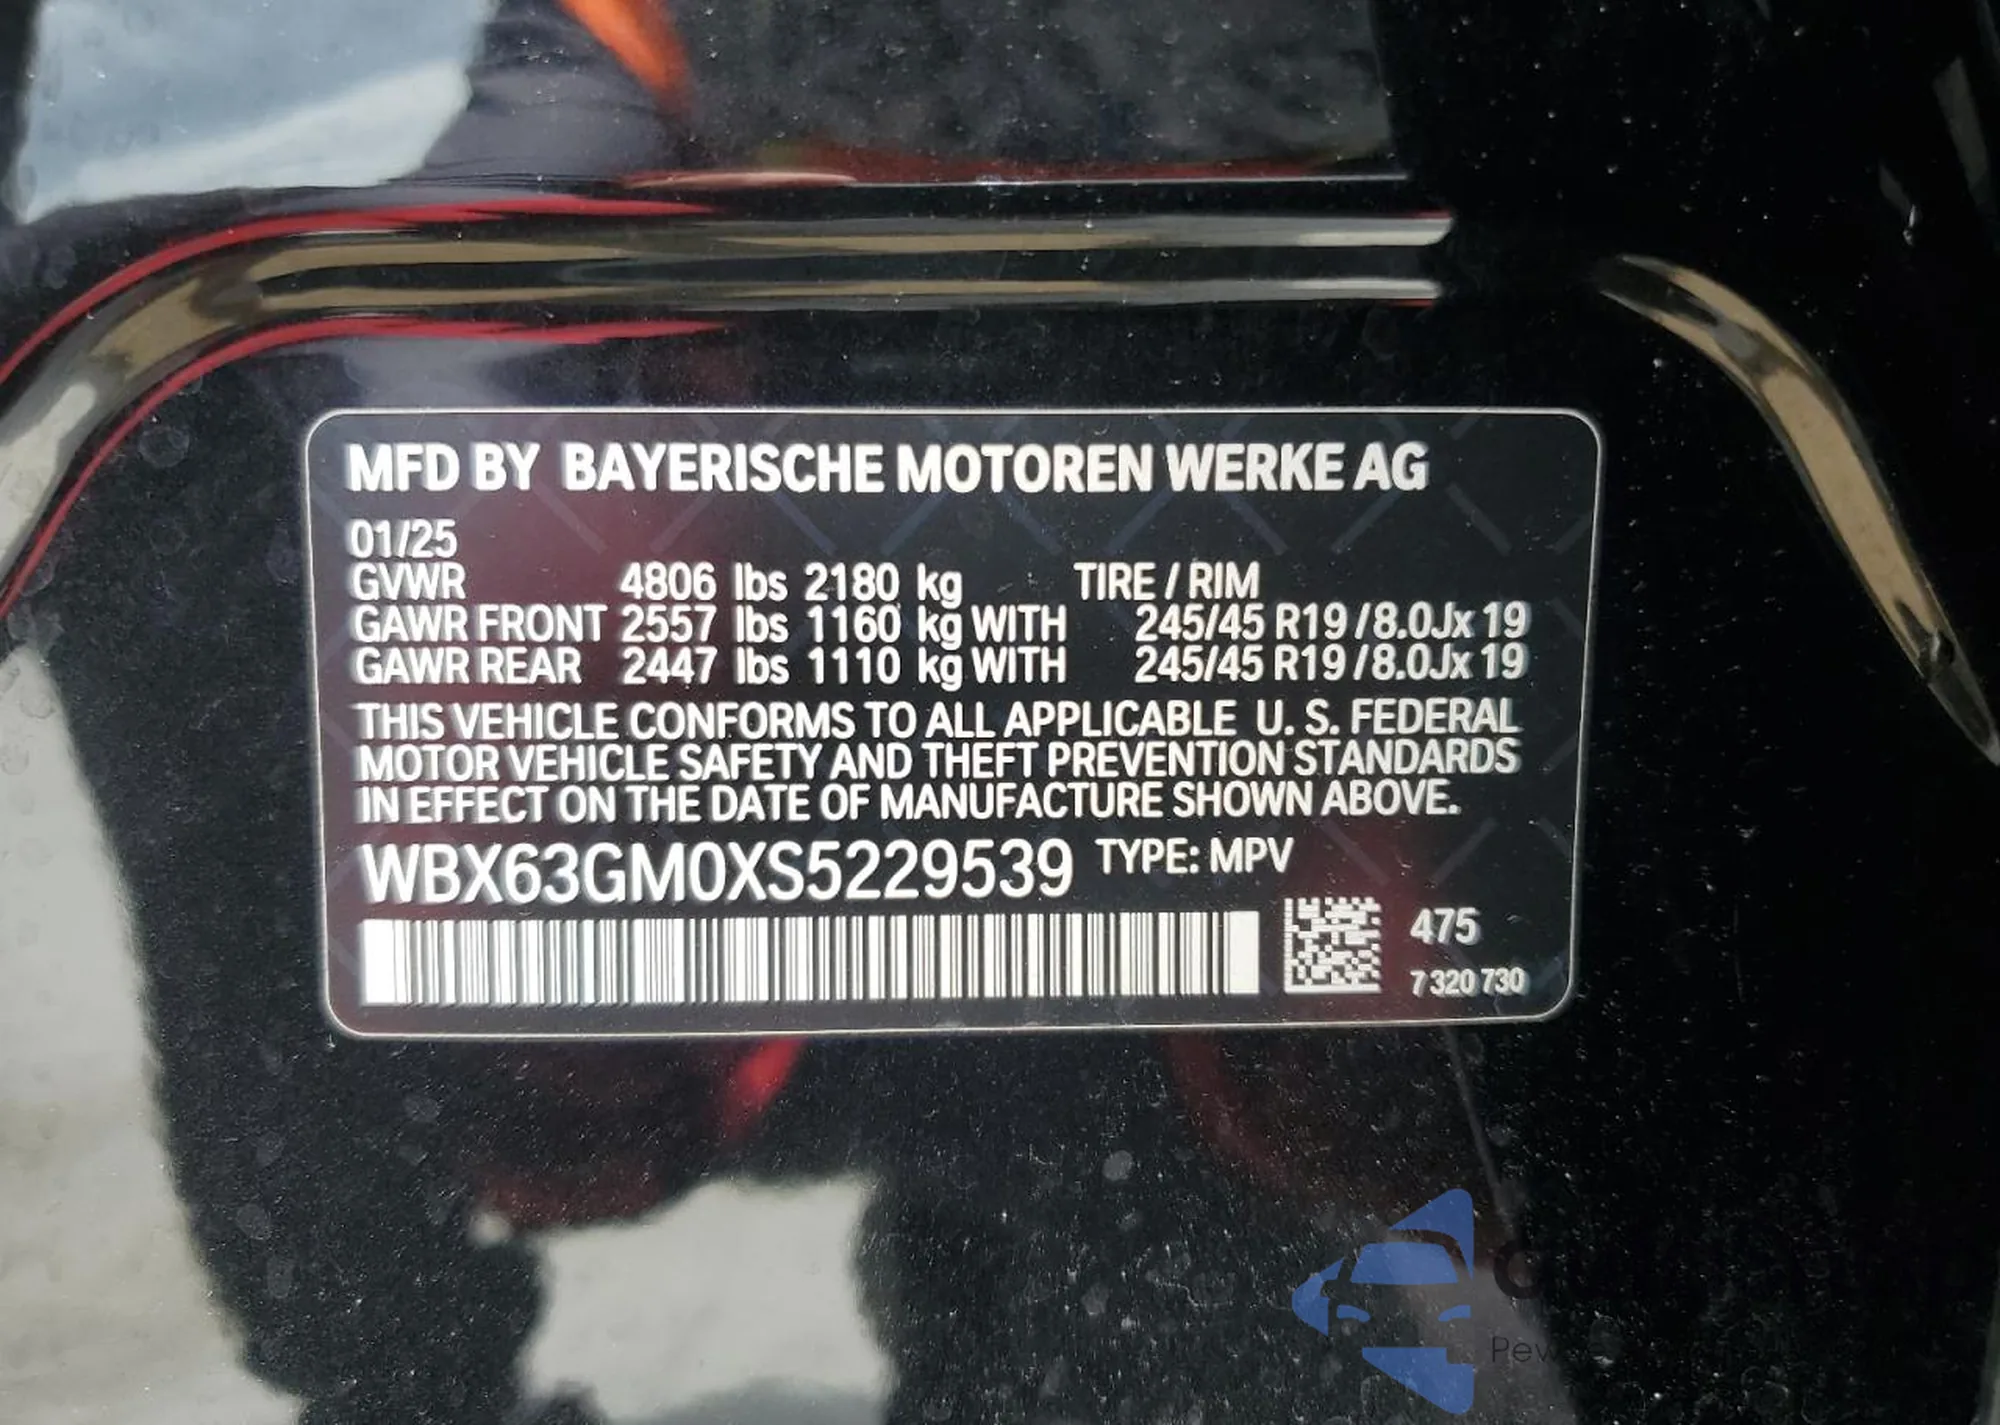 MFD BY BAYERISCHE MOTOREN WERKE AG
01/25
GVWR 4806 lbs 2180 kg TIRE / RIM
GAWR FRONT 2557 lbs 1160 kg WITH 245/45 R19 / 8.0Jx 19
GAWR REAR 2447 lbs 1110 kg WITH 245/45 R19 / 8.0Jx 19
THIS VEHICLE CONFORMS TO ALL APPLICABLE U. S. FEDERAL
MOTOR VEHICLE SAFETY AND THEFT PREVENTION STANDARDS
IN EFFECT ON THE DATE OF MANUFACTURE SHOWN ABOVE.
WBX63GM0XS5229539 TYPE: MPV
475
7 320 730